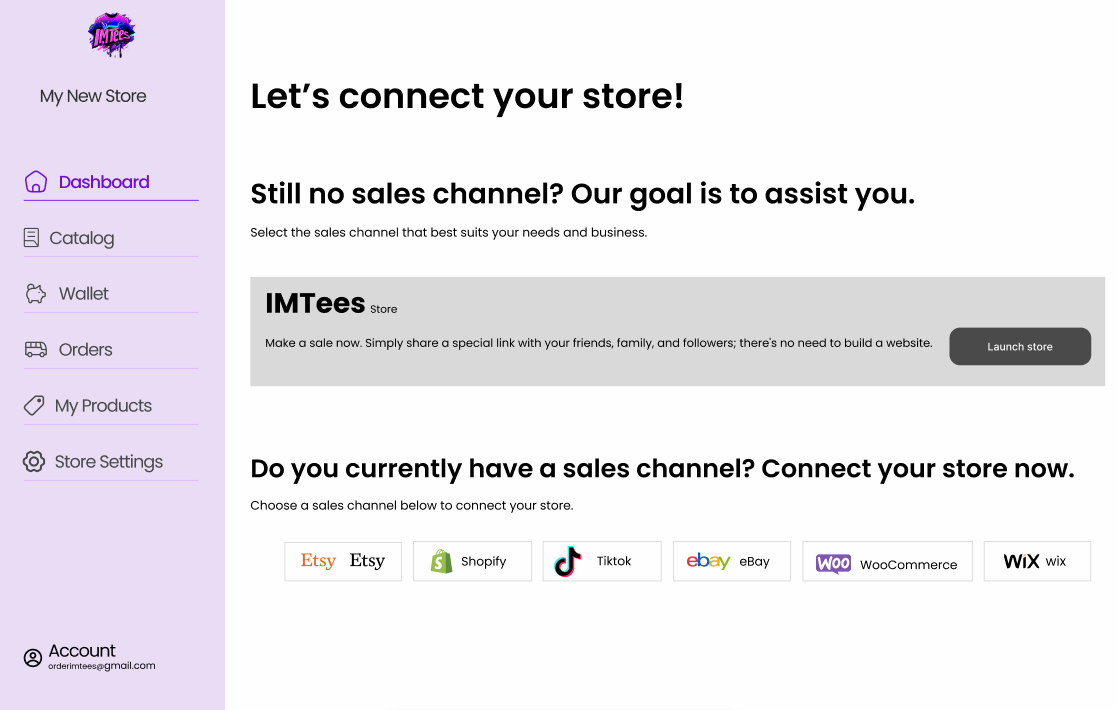 IMTees
My New Store
Dashboard
Catalog
Wallet
Orders
My Products
Store Settings
Account
orderimtees@gmail.com
Let’s connect your store!
Still no sales channel? Our goal is to assist you.
Select the sales channel that best suits your needs and business.
IMTees Store
Make a sale now. Simply share a special link with your friends, family, and followers; there's no need to build a website.
Launch store
Do you currently have a sales channel? Connect your store now.
Choose a sales channel below to connect your store.
Etsy Etsy
Shopify
Tiktok
ebay eBay
Woo WooCommerce
WiX wix